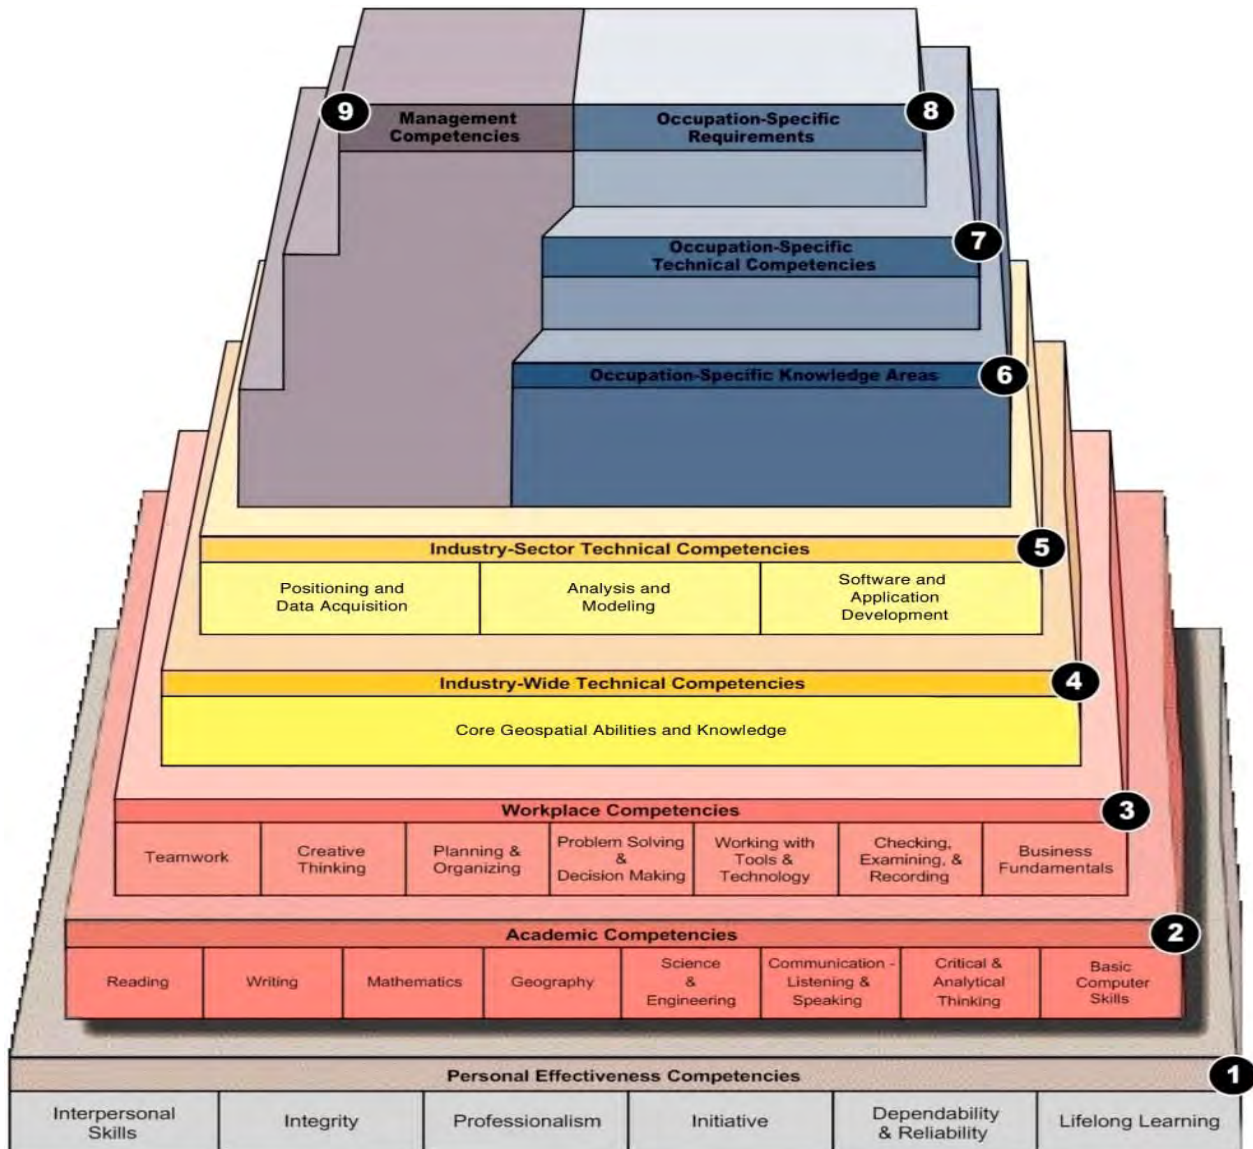 9
Management
Competencies
Occupation-Specific
Requirements
8
Occupation-Specific
Technical Competencies
7
Occupation-Specific Knowledge Areas
6
Industry-Sector Technical Competencies
5
Positioning and
Data Acquisition
Analysis and
Modeling
Software and
Application
Development
Industry-Wide Technical Competencies
4
Core Geospatial Abilities and Knowledge
Workplace Competencies
3
Teamwork
Creative
Thinking
Planning &
Organizing
Problem Solving
&
Decision Making
Working with
Tools &
Technology
Checking,
Examining, &
Recording
Business
Fundamentals
Academic Competencies
2
Reading
Writing
Mathematics
Geography
Science
&
Engineering
Communication -
Listening &
Speaking
Critical &
Analytical
Thinking
Basic
Computer
Skills
Personal Effectiveness Competencies
1
Interpersonal
Skills
Integrity
Professionalism
Initiative
Dependability
& Reliability
Lifelong Learning